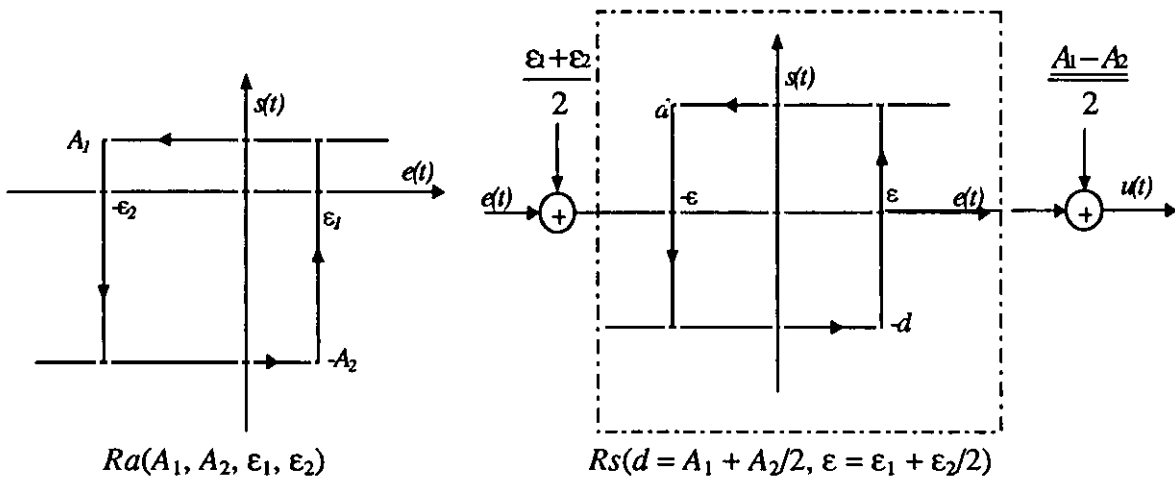 s(t)
A₁
e(t)
-ε₂
ε₁
-A₂
Ra(A₁, A₂, ε₁, ε₂)
ε₁+ε₂
2
A₁-A₂
2
s(t)
d
e(t)
+
-ε
ε
e(t)
+
u(t)
-d
Rs(d = A₁ + A₂/2, ε = ε₁ + ε₂/2)